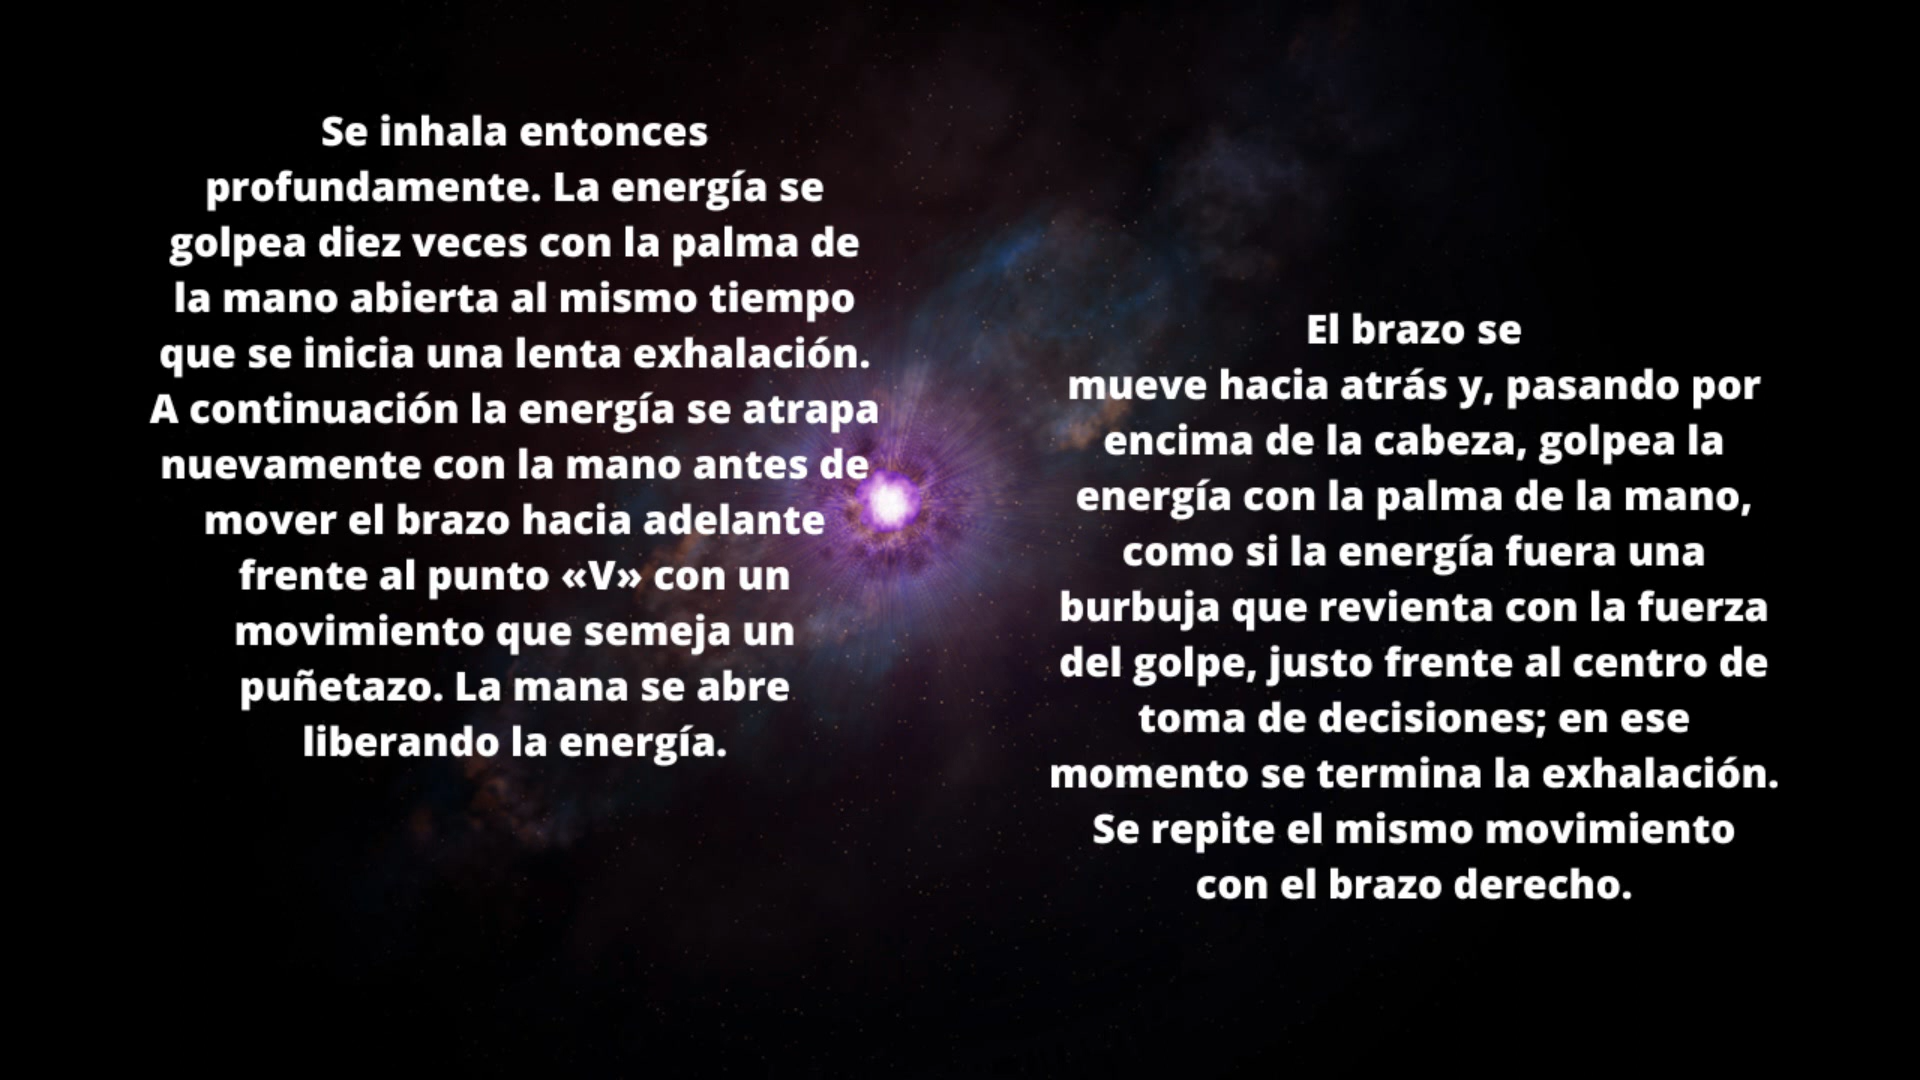 Se inhala entonces
profundamente. La energía se
golpea diez veces con la palma de
la mano abierta al mismo tiempo
que se inicia una lenta exhalación.
A continuación la energía se atrapa
nuevamente con la mano antes de
mover el brazo hacia adelante
frente al punto «V» con un
movimiento que semeja un
puñetazo. La mana se abre
liberando la energía.
El brazo se
mueve hacia atrás y, pasando por
encima de la cabeza, golpea la
energía con la palma de la mano,
como si la energía fuera una
burbuja que revienta con la fuerza
del golpe, justo frente al centro de
toma de decisiones; en ese
momento se termina la exhalación.
Se repite el mismo movimiento
con el brazo derecho.